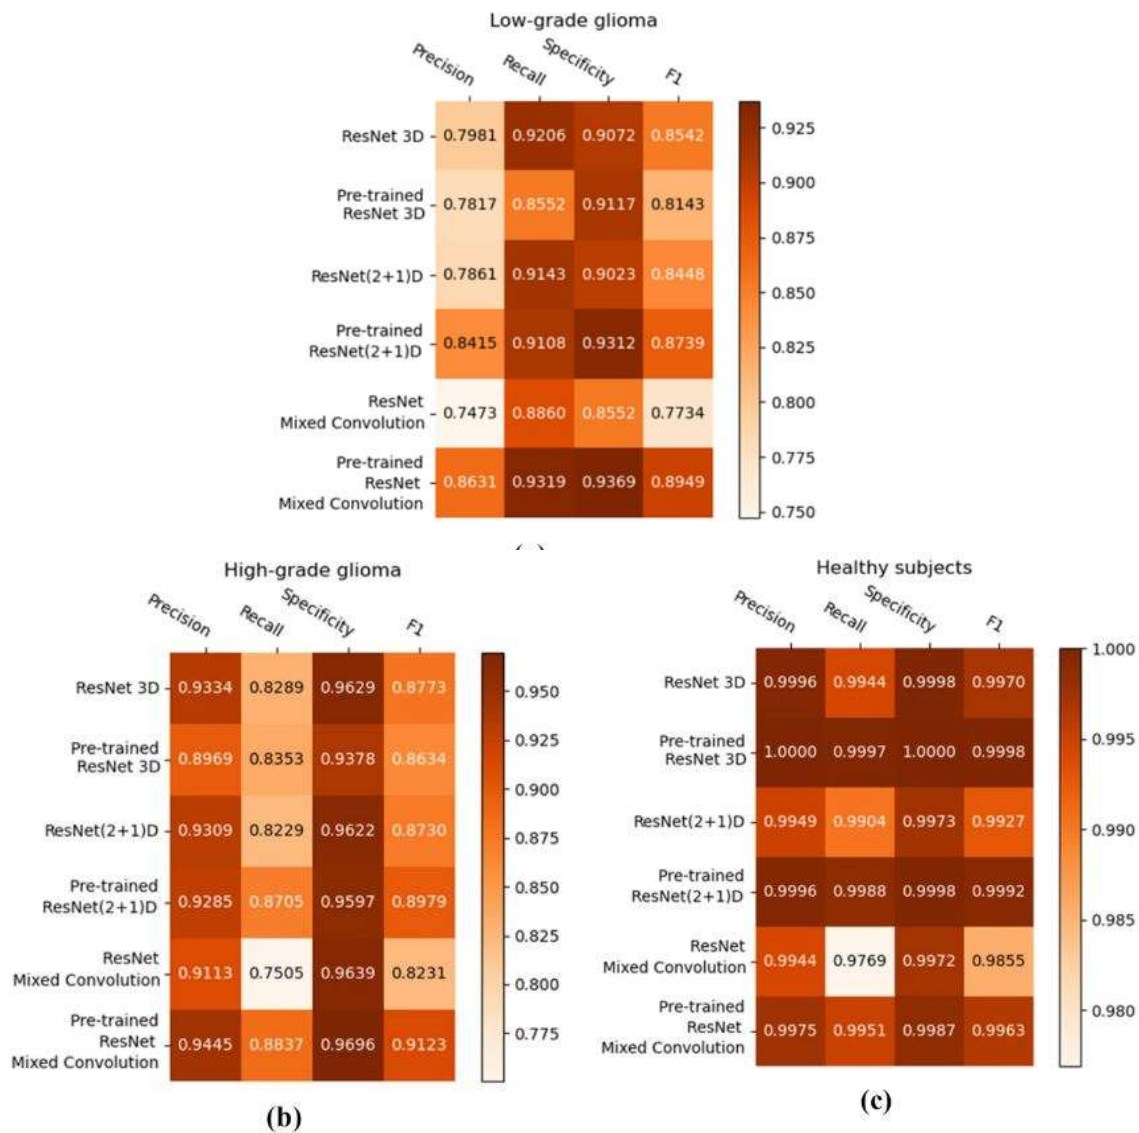 Low-grade glioma
Precision Recall Specificity F1
ResNet 3D 0.7981 0.9206 0.9072 0.8542
Pre-trained
ResNet 3D 0.7817 0.8552 0.9117 0.8143
ResNet(2+1)D 0.7861 0.9143 0.9023 0.8448
Pre-trained
ResNet(2+1)D 0.8415 0.9108 0.9312 0.8739
ResNet
Mixed Convolution 0.7473 0.8860 0.8552 0.7734
Pre-trained
ResNet
Mixed Convolution 0.8631 0.9319 0.9369 0.8949
0.925
0.900
0.875
0.850
0.825
0.800
0.775
0.750
High-grade glioma
Precision Recall Specificity F1
ResNet 3D 0.9334 0.8289 0.9629 0.8773
Pre-trained
ResNet 3D 0.8969 0.8353 0.9378 0.8634
ResNet(2+1)D 0.9309 0.8229 0.9622 0.8730
Pre-trained
ResNet(2+1)D 0.9285 0.8705 0.9597 0.8979
ResNet
Mixed Convolution 0.9113 0.7505 0.9639 0.8231
Pre-trained
ResNet
Mixed Convolution 0.9445 0.8837 0.9696 0.9123
0.950
0.925
0.900
0.875
0.850
0.825
0.800
0.775
(b)
Healthy subjects
Precision Recall Specificity F1
ResNet 3D 0.9996 0.9944 0.9998 0.9970
Pre-trained
ResNet 3D 1.0000 0.9997 1.0000 0.9998
ResNet(2+1)D 0.9949 0.9904 0.9973 0.9927
Pre-trained
ResNet(2+1)D 0.9996 0.9988 0.9998 0.9992
ResNet
Mixed Convolution 0.9944 0.9769 0.9972 0.9855
Pre-trained
ResNet
Mixed Convolution 0.9975 0.9951 0.9987 0.9963
1.000
0.995
0.990
0.985
0.980
(c)